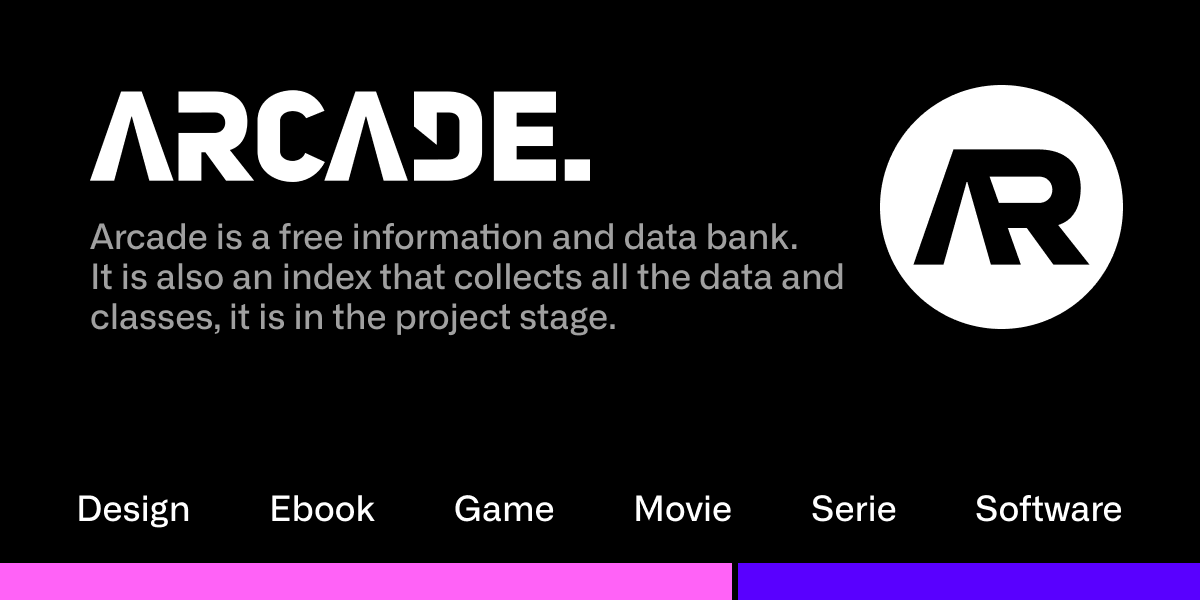 ARCADE.
AR
Arcade is a free information and data bank.
It is also an index that collects all the data and
classes, it is in the project stage.
Design Ebook Game Movie Serie Software